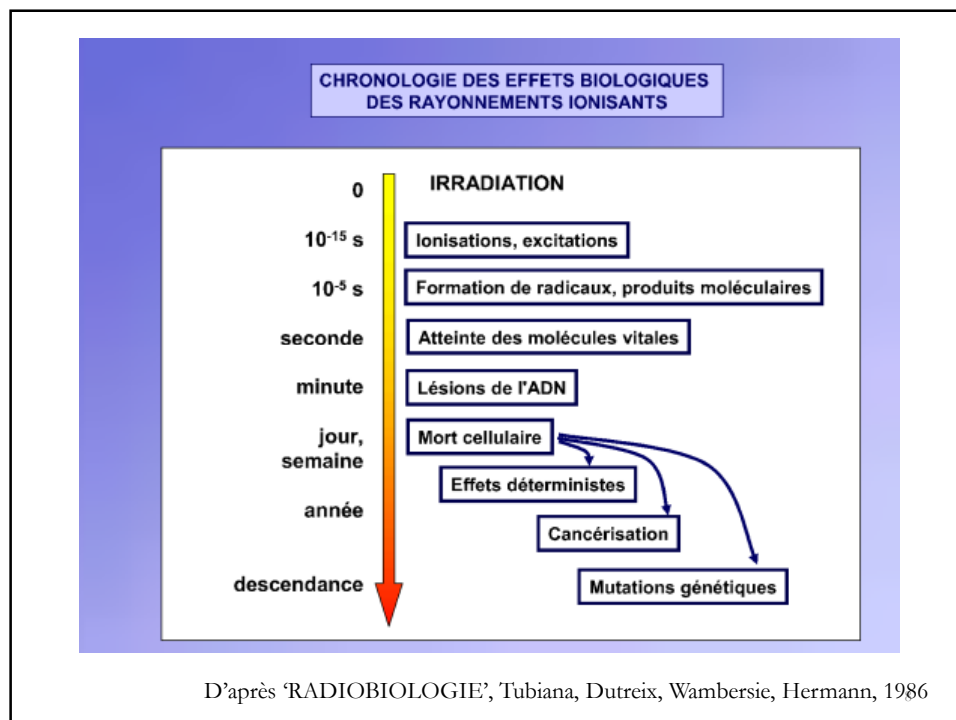 CHRONOLOGIE DES EFFETS BIOLOGIQUES
DES RAYONNEMENTS IONISANTS
0 IRRADIATION
10⁻¹⁵ s Ionisations, excitations
10⁻⁵ s Formation de radicaux, produits moléculaires
seconde Atteinte des molécules vitales
minute Lésions de l'ADN
jour, Mort cellulaire
semaine
Effets déterministes
année
Cancérisation
descendance Mutations génétiques
D'après ‘RADIOBIOLOGIE’, Tubiana, Dutreix, Wambersie, Hermann, 1986